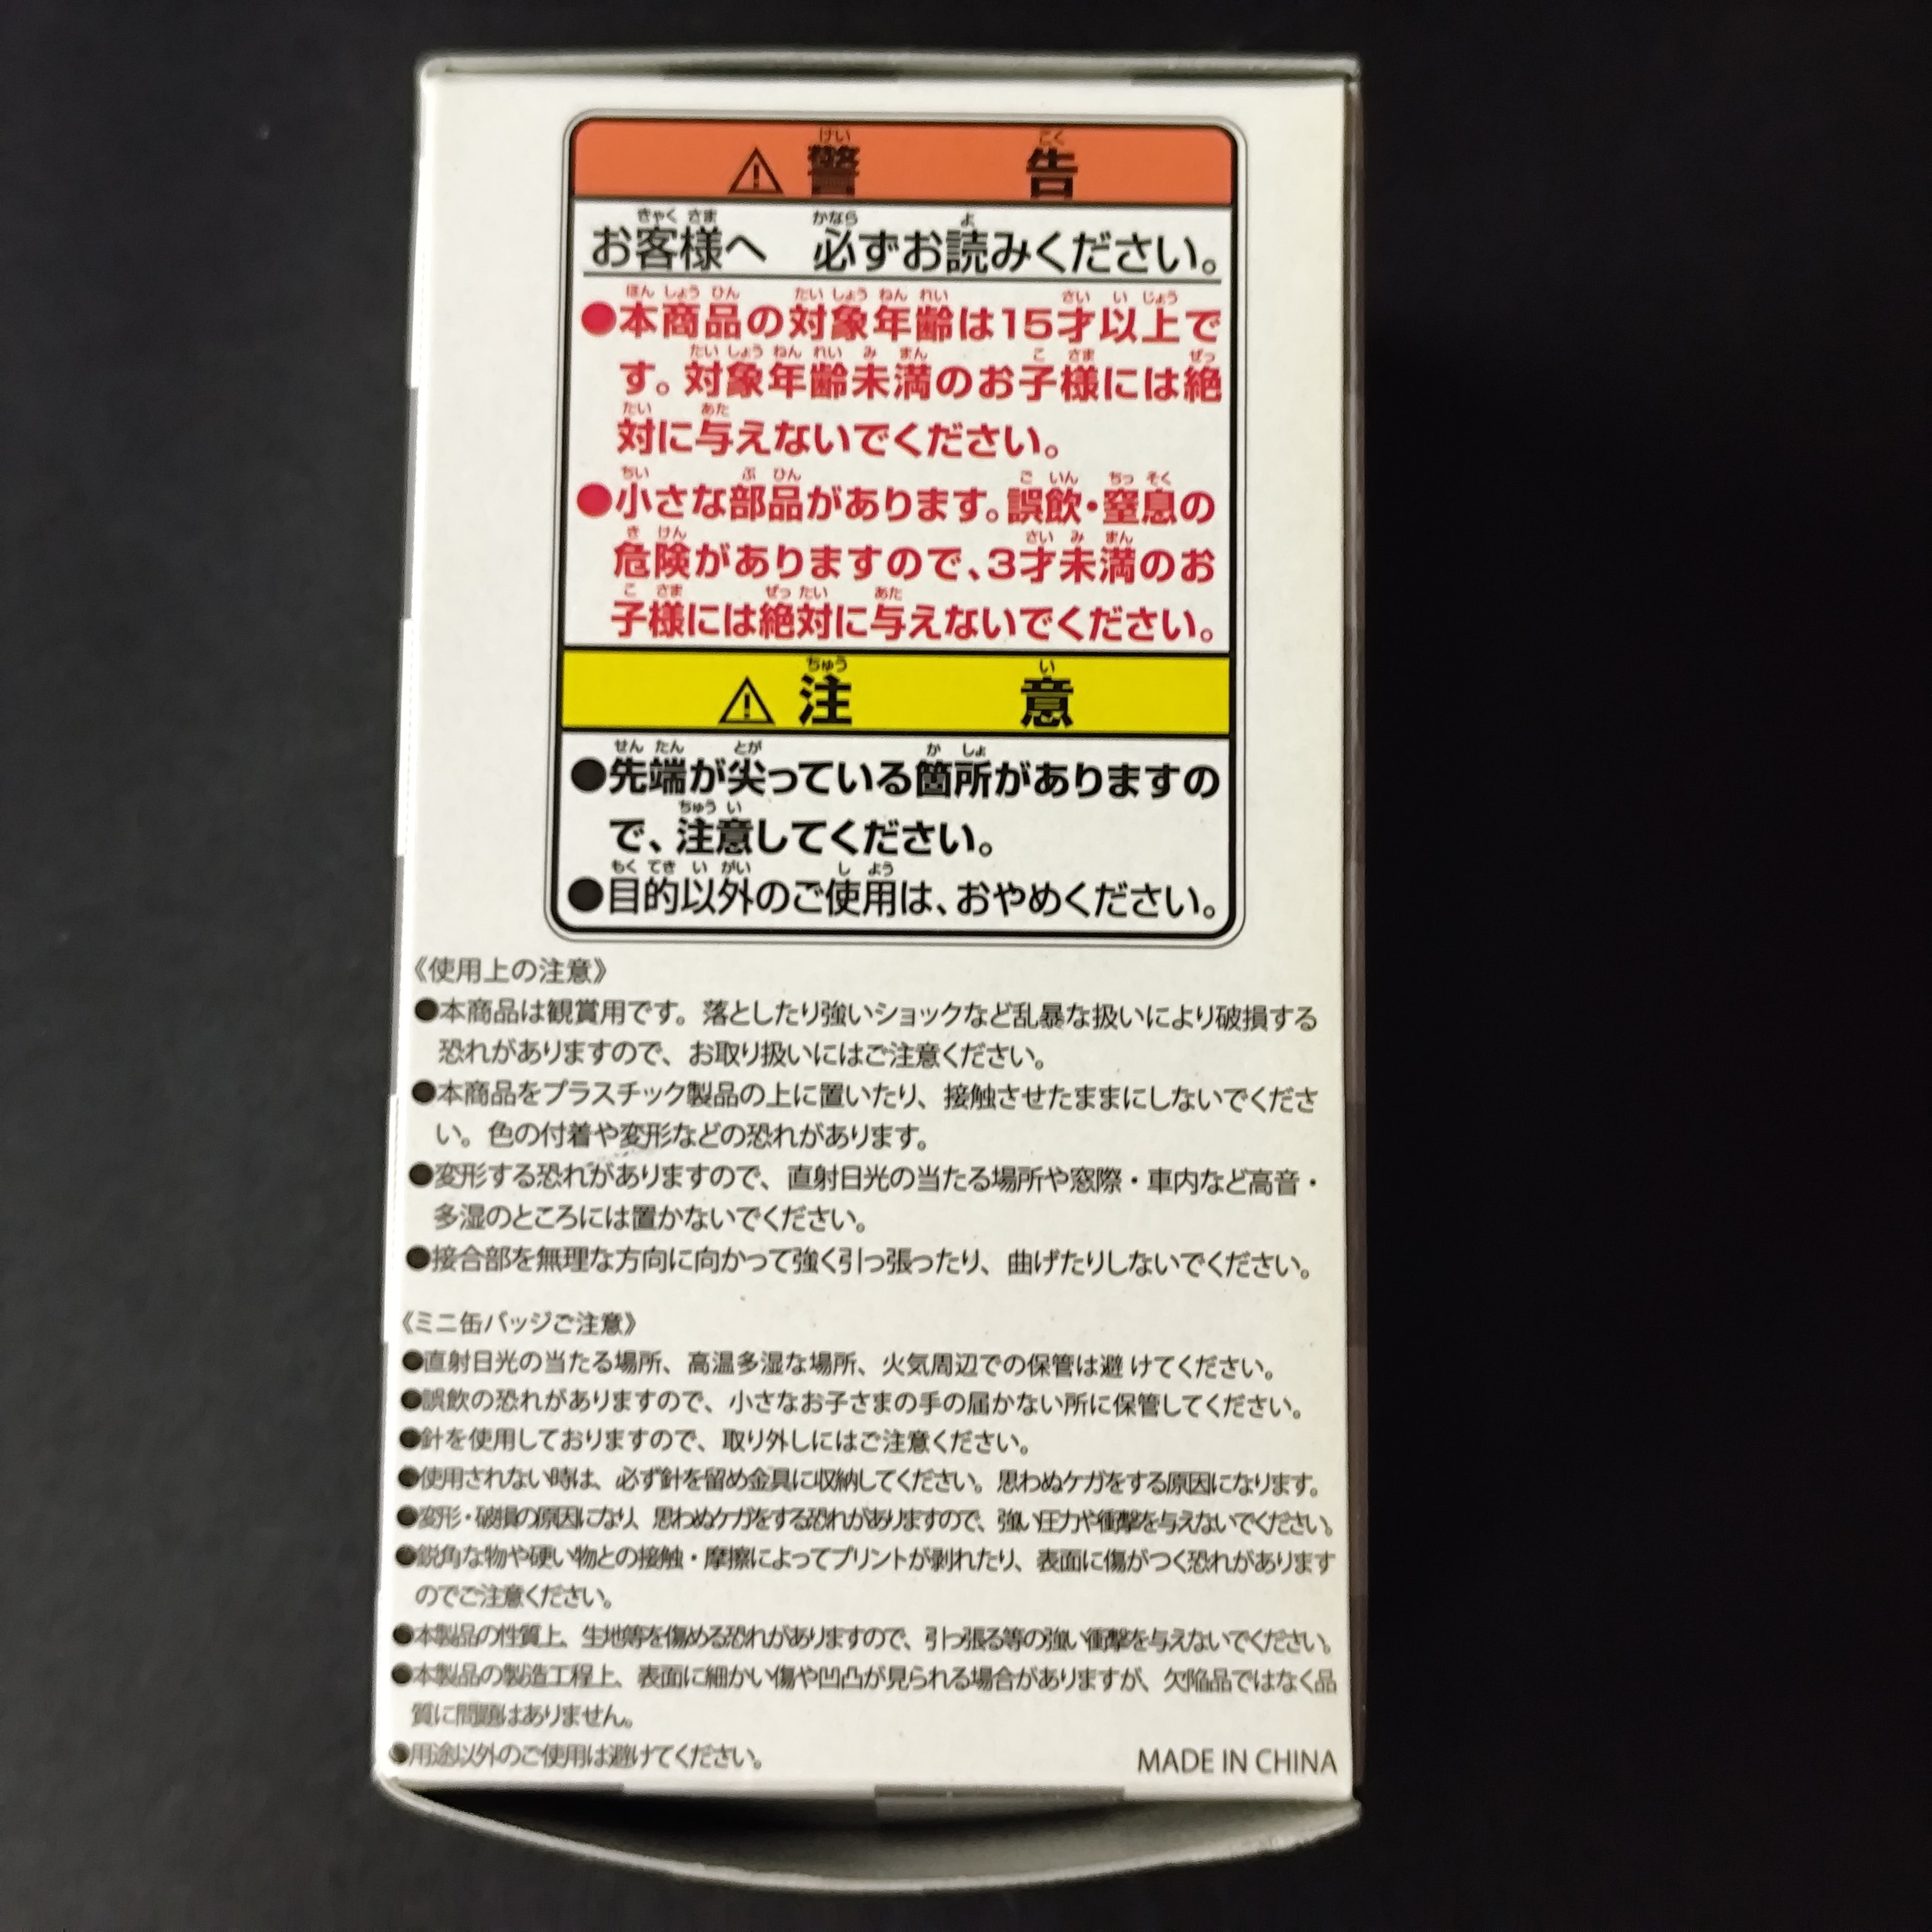 ⚠警告
お客様へ 必ずお読みください。
●本商品の対象年齢は15才以上で
す。対象年齢未満のお子様には絶
対に与えないでください。
●小さな部品があります。誤飲・窒息の
危険がありますので、3才未満のお
子様には絶対に与えないでください。
⚠注意
●先端が尖っている箇所がありますの
で、注意してください。
●目的以外のご使用は、おやめください。
《使用上の注意》
●本商品は観賞用です。落としたり強いショックなど乱暴な扱いにより破損する
恐れがありますので、お取り扱いにはご注意ください。
●本商品をプラスチック製品の上に置いたり、接触させたままにしないでくださ
い。色の付着や変形などの恐れがあります。
●変形する恐れがありますので、直射日光の当たる場所や窓際・車内など高音・
多湿のところには置かないでください。
●接合部を無理な方向に向かって強く引っ張ったり、曲げたりしないでください。
《ミニ缶バッジご注意》
●直射日光の当たる場所、高温多湿な場所、火気周辺での保管は避 けてください。
●誤飲の恐れがありますので、小さなお子さまの手の届かない所に保管してください。
●針を使用しておりますので、取り外しにはご注意ください。
●使用されない時は、必ず針を留め金具に収納してください。思わぬケガをする原因になります。
●変形・破損の原因になり、思わぬケガをする恐れがありますので、強い圧力や衝撃を与えないでください。
●鋭角な物や硬い物との接触・摩擦によってプリントが剥れたり、表面に傷がつく恐れがあります
のでご注意ください。
●本製品の性質上、生地等を傷める恐れがありますので、引っ張る等の強い衝撃を与えないでください。
●本製品の製造工程上、表面に細かい傷や凹凸が見られる場合がありますが、欠陥品ではなく品
質に問題はありません。
●用途以外のご使用は避けてください。
MADE IN CHINA